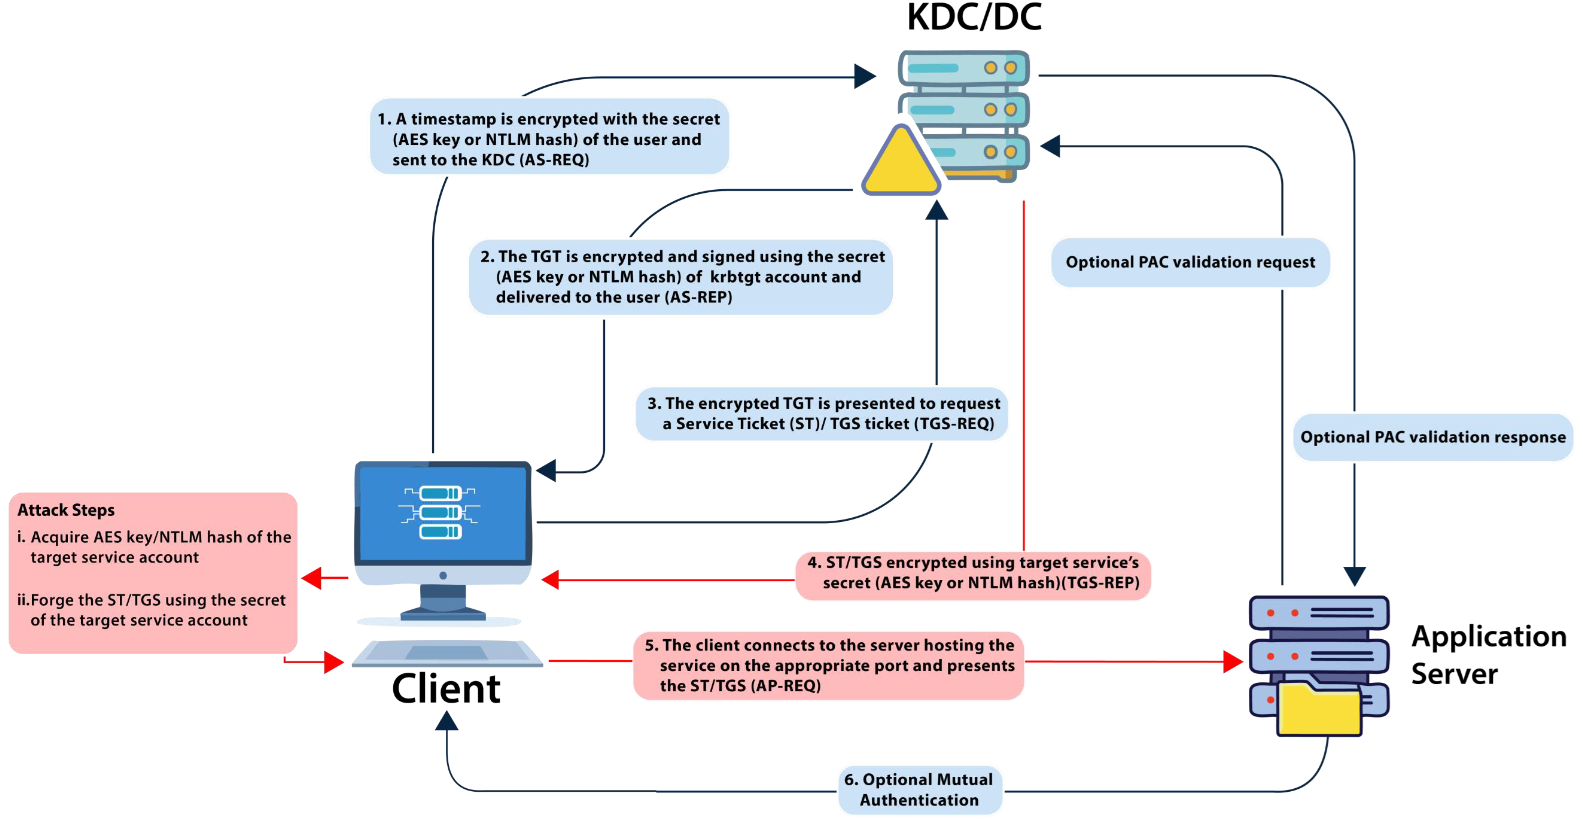 KDC/DC
1. A timestamp is encrypted with the secret
(AES key or NTLM hash) of the user and
sent to the KDC (AS-REQ)
2. The TGT is encrypted and signed using the secret
(AES key or NTLM hash) of krbtgt account and
delivered to the user (AS-REP)
Optional PAC validation request
3. The encrypted TGT is presented to request
a Service Ticket (ST)/ TGS ticket (TGS-REQ)
Optional PAC validation response
Attack Steps
i. Acquire AES key/NTLM hash of the
target service account
ii.Forge the ST/TGS using the secret
of the target service account
4. ST/TGS encrypted using target service's
secret (AES key or NTLM hash)(TGS-REP)
5. The client connects to the server hosting the
service on the appropriate port and presents
the ST/TGS (AP-REQ)
Application
Server
Client
6. Optional Mutual
Authentication